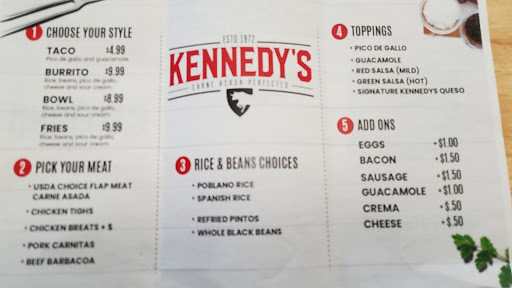 1 CHOOSE YOUR STYLE
TACO $4.99
Pico de gallo and guacamole
BURRITO $9.99
Rice, beans, pico de gallo,
cheese and sour cream.
BOWL $8.99
Rice, beans, pico de gallo,
cheese and sour cream.
FRIES $9.99
Rice, beans, pico de gallo,
cheese and sour cream
2 PICK YOUR MEAT
• USDA CHOICE FLAP MEAT
CARNE ASADA
• CHICKEN TIGHS
• CHICKEN BREATS + $
• PORK CARNITAS
• BEEF BARBACOA
ESTD 1972
KENNEDY'S
CARNE ASADA PERFECTED
3 RICE & BEANS CHOICES
• POBLANO RICE
• SPANISH RICE
• REFRIED PINTOS
• WHOLE BLACK BEANS
4 TOPPINGS
• PICO DE GALLO
• GUACAMOLE
• RED SALSA (MILD)
• GREEN SALSA (HOT)
• SIGNATURE KENNEDYS QUESO
5 ADD ONS
EGGS +$1.00
BACON +$1.50
SAUSAGE +$1.50
GUACAMOLE +$1.00
CREMA +$.50
CHEESE +$.50